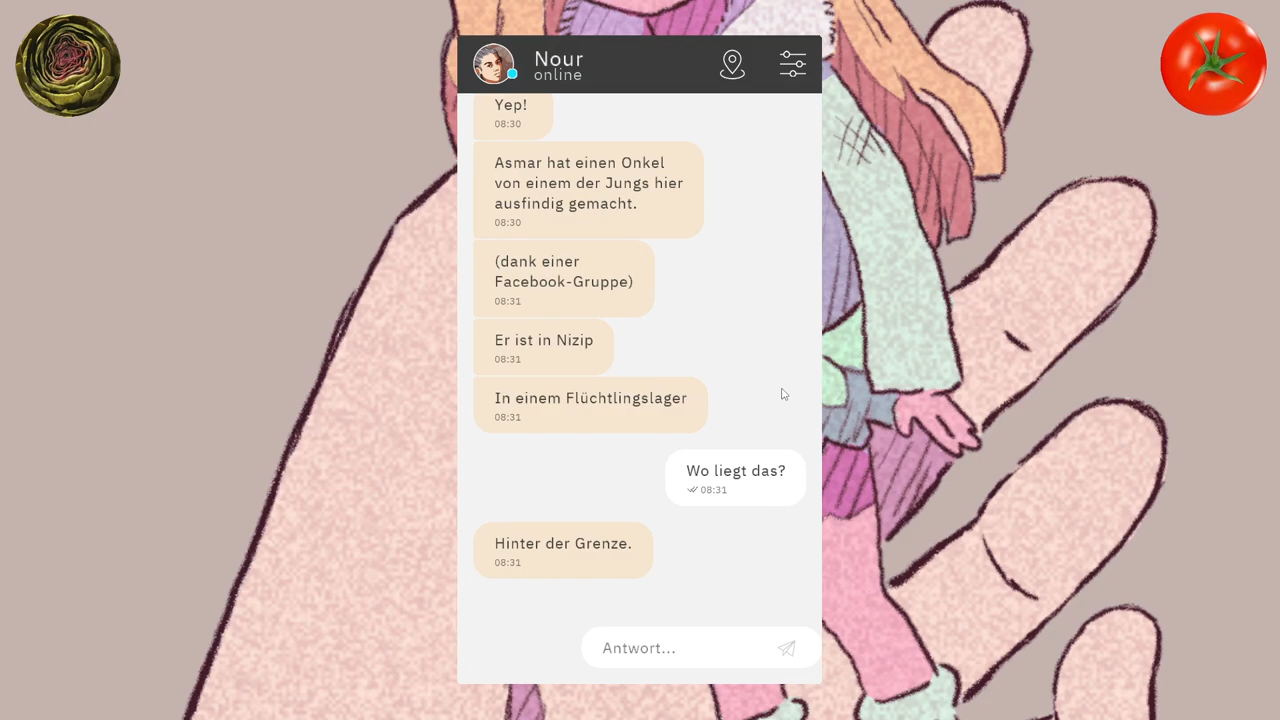 Nour
online
Yep!
08:30
Asmar hat einen Onkel
von einem der Jungs hier
ausfindig gemacht.
08:30
(dank einer
Facebook-Gruppe)
08:31
Er ist in Nizip
08:31
In einem Flüchtlingslager
08:31
Wo liegt das?
08:31
Hinter der Grenze.
08:31
Antwort...